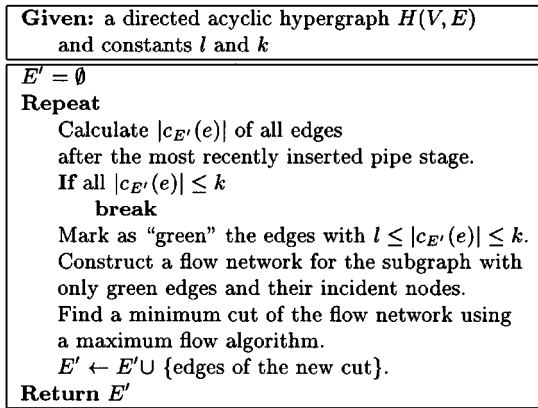 Given: a directed acyclic hypergraph H(V, E)
and constants l and k
E′ = ∅
Repeat
Calculate |c_{E′}(e)| of all edges
after the most recently inserted pipe stage.
If all |c_{E′}(e)| ≤ k
break
Mark as “green” the edges with l ≤ |c_{E′}(e)| ≤ k.
Construct a flow network for the subgraph with
only green edges and their incident nodes.
Find a minimum cut of the flow network using
a maximum flow algorithm.
E′ ← E′∪ {edges of the new cut}.
Return E′